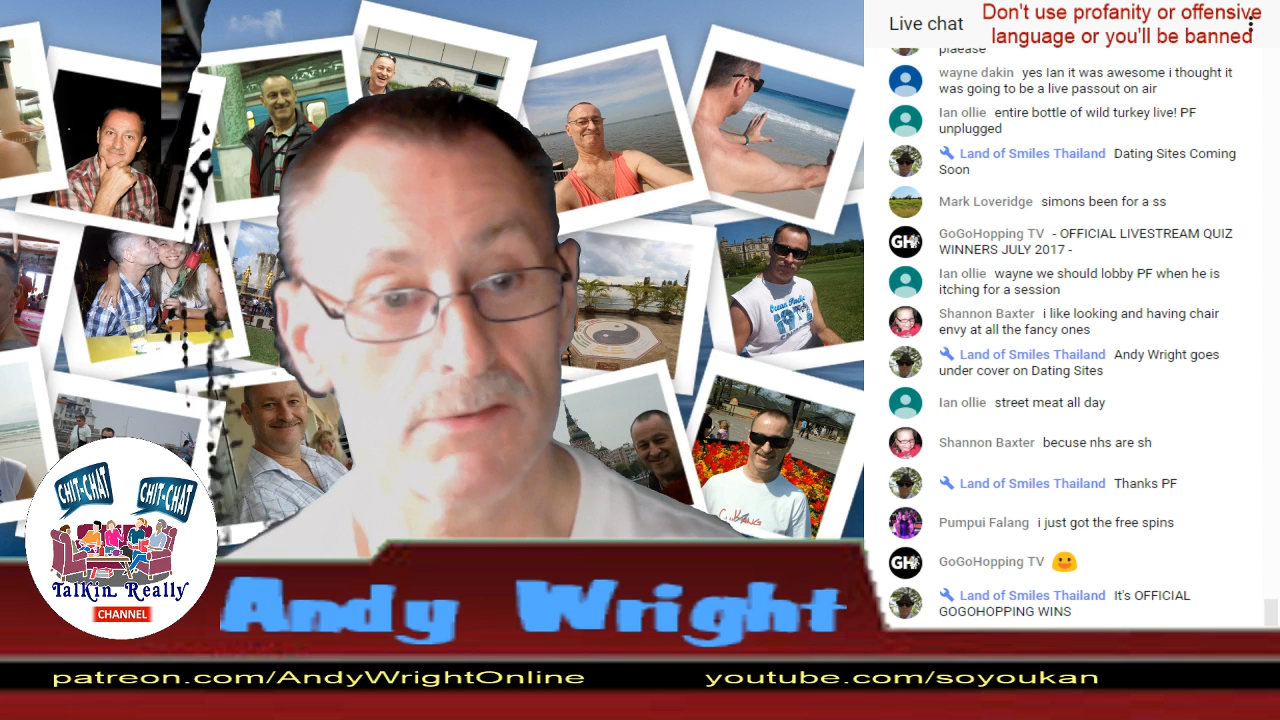 Live chat
Don't use profanity or offensive
language or you'll be banned
plaease
wayne dakin yes Ian it was awesome i thought it
was going to be a live passout on air
Ian ollie entire bottle of wild turkey live! PF
unplugged
Land of Smiles Thailand Dating Sites Coming
Soon
Mark Loveridge simons been for a ss
GoGoHopping TV - OFFICIAL LIVESTREAM QUIZ
WINNERS JULY 2017 -
Ian ollie wayne we should lobby PF when he is
itching for a session
Shannon Baxter i like looking and having chair
envy at all the fancy ones
Land of Smiles Thailand Andy Wright goes
under cover on Dating Sites
Ian ollie street meat all day
Shannon Baxter becuse nhs are sh
Land of Smiles Thailand Thanks PF
Pumpui Falang i just got the free spins
GoGoHopping TV
Land of Smiles Thailand It's OFFICIAL
GOGOHOPPING WINS
GH
GH
CHIT-CHAT
CHIT-CHAT
Talkin Really
CHANNEL
Andy Wright
patreon.com/AndyWrightOnline
youtube.com/soyoukan